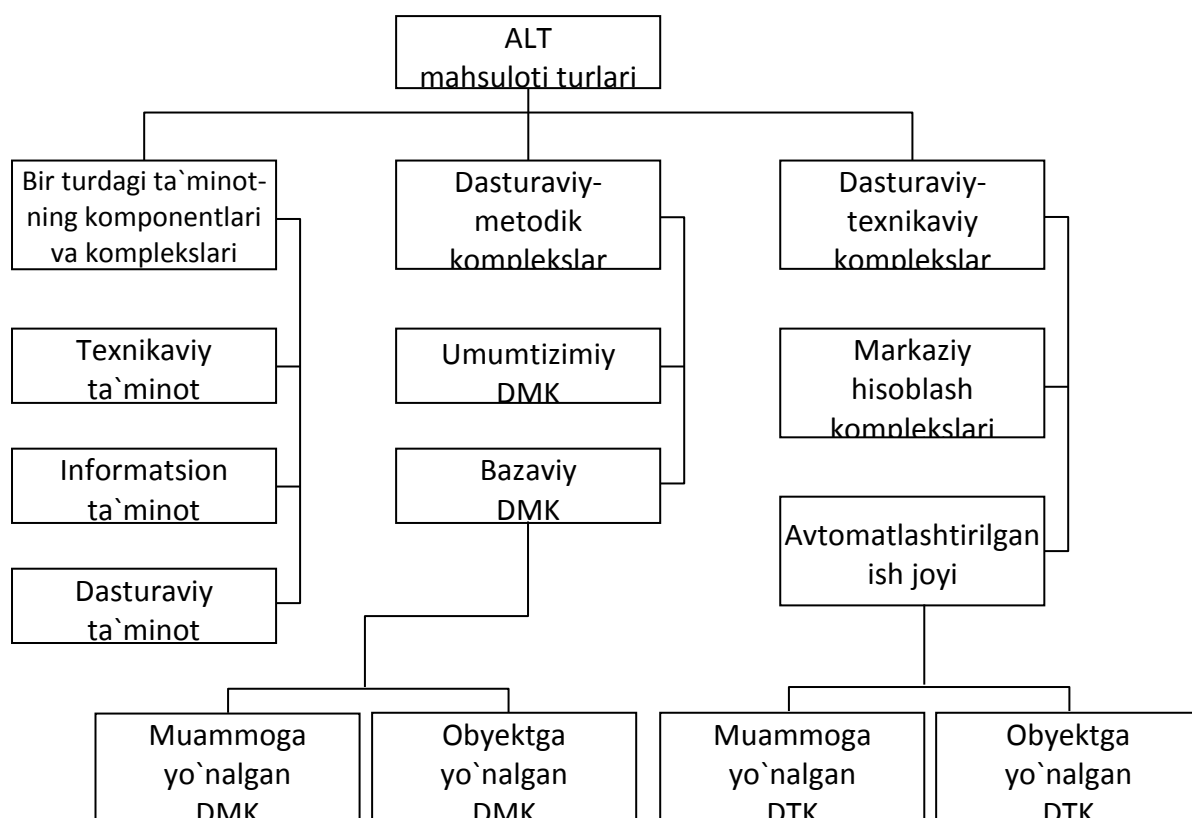 ALT
mahsuloti turlari
Bir turdagi ta`minot-
ning komponentlari
va komplekslari
Dasturaviy-
metodik
komplekslar
Dasturaviy-
texnikaviy
komplekslar
Texnikaviy
ta`minot
Umumtizimiy
DMK
Markaziy
hisoblash
komplekslari
Informatsion
ta`minot
Bazaviy
DMK
Avtomatlashtirilgan
ish joyi
Dasturaviy
ta`minot
Muammoga
yo`nalgan
DMK
Obyektga
yo`nalgan
DMK
Muammoga
yo`nalgan
DTK
Obyektga
yo`nalgan
DTK